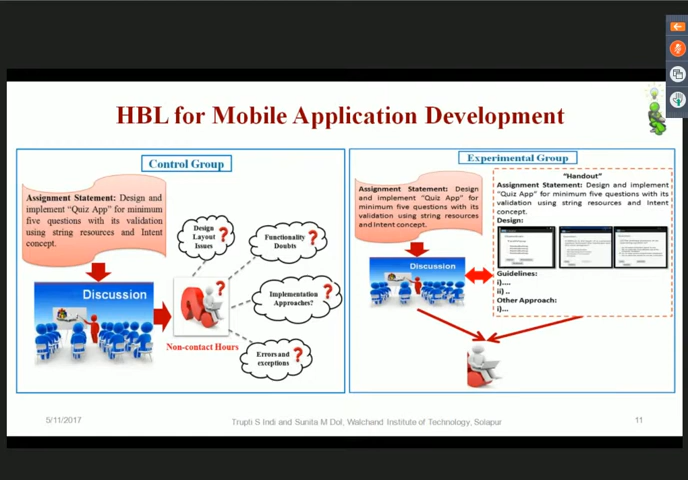 HBL for Mobile Application Development
Control Group
Assignment Statement: Design and
implement "Quiz App" for minimum
five questions with its validation
using string resources and Intent
concept.
Discussion
Non-contact Hours
Design
Layout
Issues
?
Functionality
Doubts
?
Implementation
Approaches?
?
Errors and
exceptions
?
?
Experimental Group
Assignment Statement: Design
and implement "Quiz App" for
minimum five questions with its
validation using string resources
and Intent concept.
Discussion
"Handout"
Assignment Statement: Design and implement
"Quiz App" for minimum five questions with its
validation using string resources and Intent
concept.
Design:
Guidelines:
i)....
ii) ..
Other Approach:
i)...
5/11/2017
Trupti S Indi and Sunita M Dol, Walchand Institute of Technology, Solapur
11